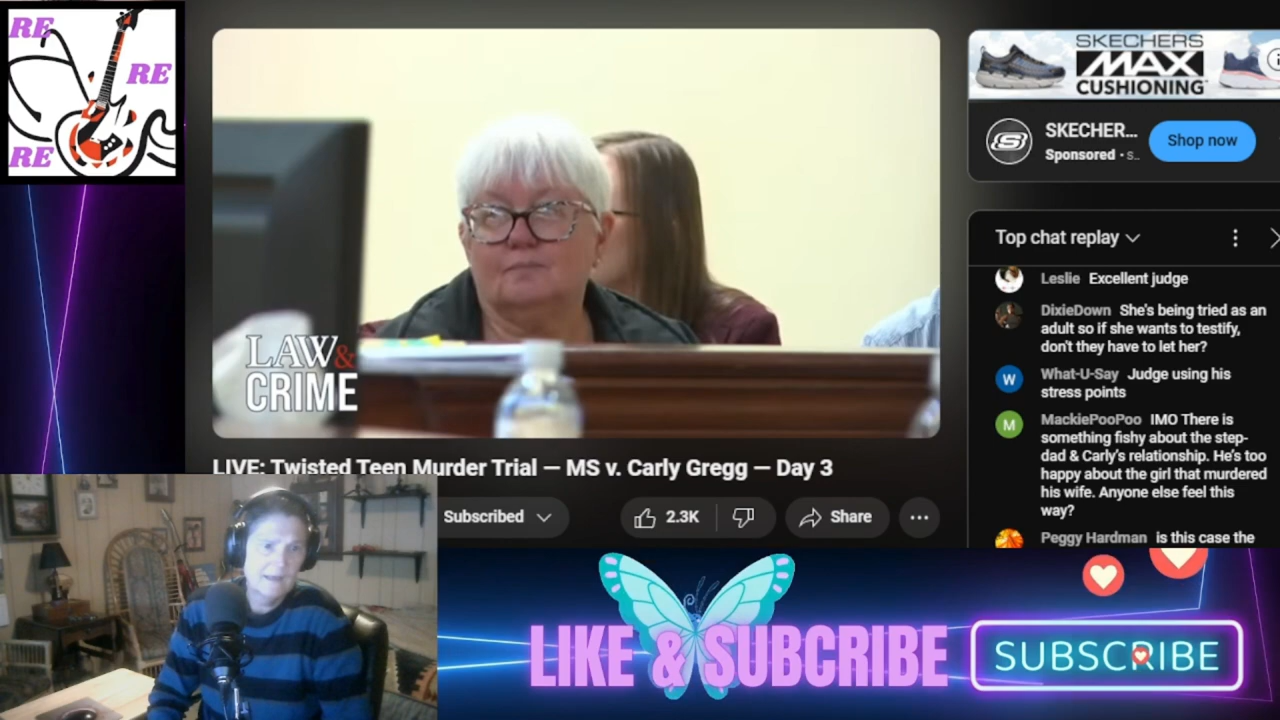 RE
RE
RE
LAW&
CRIME
LIVE: Twisted Teen Murder Trial — MS v. Carly Gregg — Day 3
Subscribed
2.3K
Share
SKECHERS
MAX
CUSHIONING
SKECHER...
Sponsored • s..
Shop now
Top chat replay
Leslie Excellent judge
DixieDown She's being tried as an
adult so if she wants to testify,
don't they have to let her?
W What-U-Say Judge using his
stress points
M MackiePooPoo IMO There is
something fishy about the step-
dad & Carly's relationship. He's too
happy about the girl that murdered
his wife. Anyone else feel this
way?
Peggy Hardman is this case the
LIKE & SUBCRIBE
SUBSCRIBE